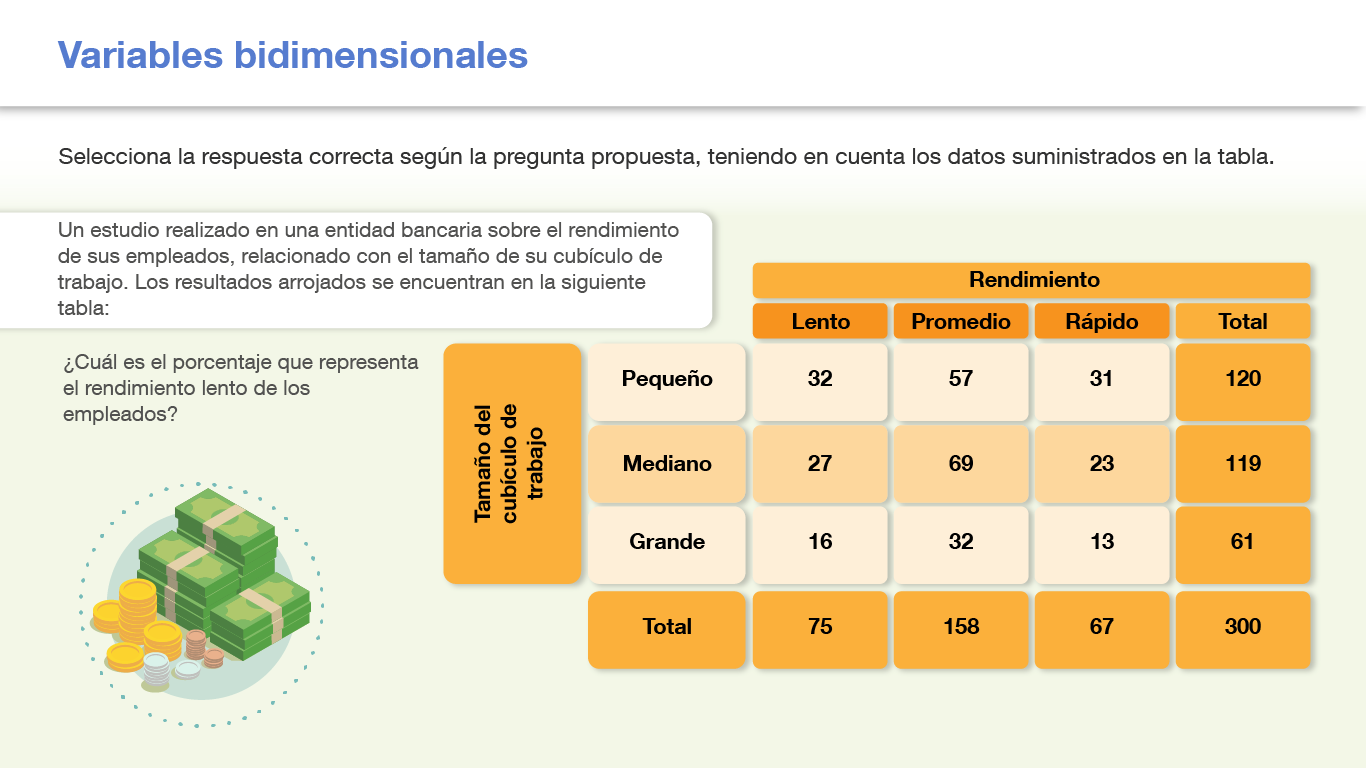 Variables bidimensionales
Selecciona la respuesta correcta según la pregunta propuesta, teniendo en cuenta los datos suministrados en la tabla.
Un estudio realizado en una entidad bancaria sobre el rendimiento
de sus empleados, relacionado con el tamaño de su cubículo de
trabajo. Los resultados arrojados se encuentran en la siguiente
tabla:
¿Cuál es el porcentaje que representa
el rendimiento lento de los
empleados?
Rendimiento
Lento Promedio Rápido Total
Tamaño del
cubículo de
trabajo
Pequeño 32 57 31 120
Mediano 27 69 23 119
Grande 16 32 13 61
Total 75 158 67 300